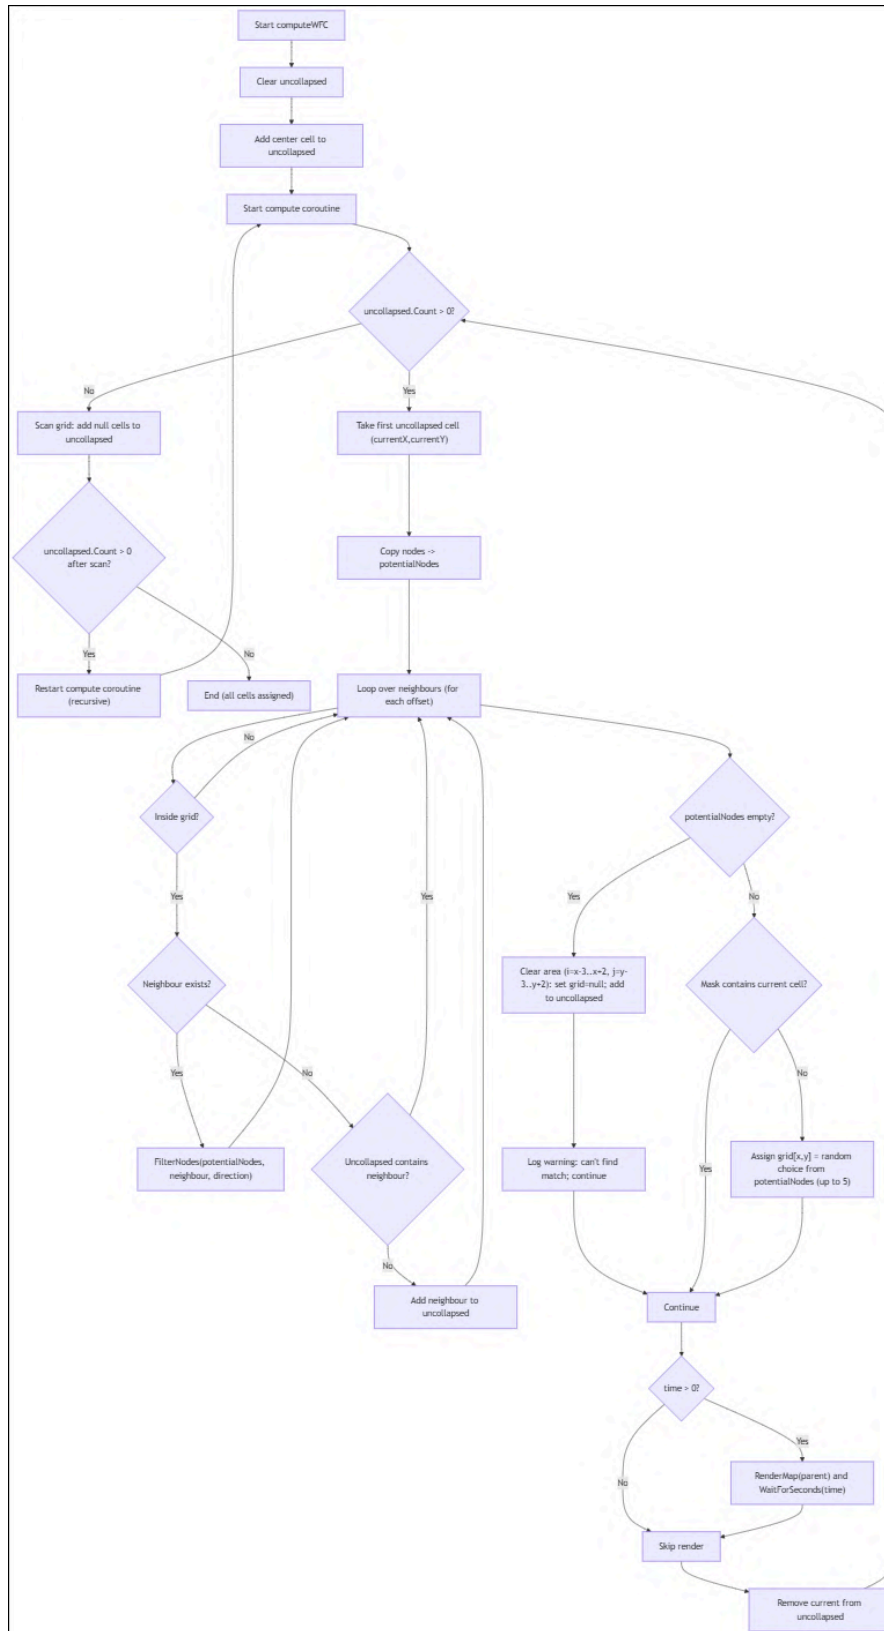 Start computeWFC
Clear uncollapsed
Add center cell to
uncollapsed
Start compute coroutine
uncollapsed.Count > 0?
No
Yes
Scan grid: add null cells to
uncollapsed
Take first uncollapsed cell
(currentX,currentY)
uncollapsed.Count > 0
after scan?
Copy nodes ->
potentialNodes
Yes
No
Restart compute coroutine
(recursive)
End (all cells assigned)
Loop over neighbours (for
each offset)
No
Inside grid?
potentialNodes empty?
Yes
Yes
Yes
No
Neighbour exists?
Clear area (i=x-3..x+2, j=y-
3..y+2): set grid=null; add
to uncollapsed
Mask contains current cell?
Yes
No
No
FilterNodes(potentialNodes,
neighbour, direction)
Uncollapsed contains
neighbour?
Log warning: can't find
match; continue
Yes
Assign grid[x,y] = random
choice from
potentialNodes (up to 5)
No
Add neighbour to
uncollapsed
Continue
time > 0?
Yes
No
RenderMap(parent) and
WaitForSeconds(time)
Skip render
Remove current from
uncollapsed